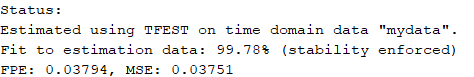 Status:
Estimated using TFEST on time domain data "mydata".
Fit to estimation data: 99.78% (stability enforced)
FPE: 0.03794, MSE: 0.03751